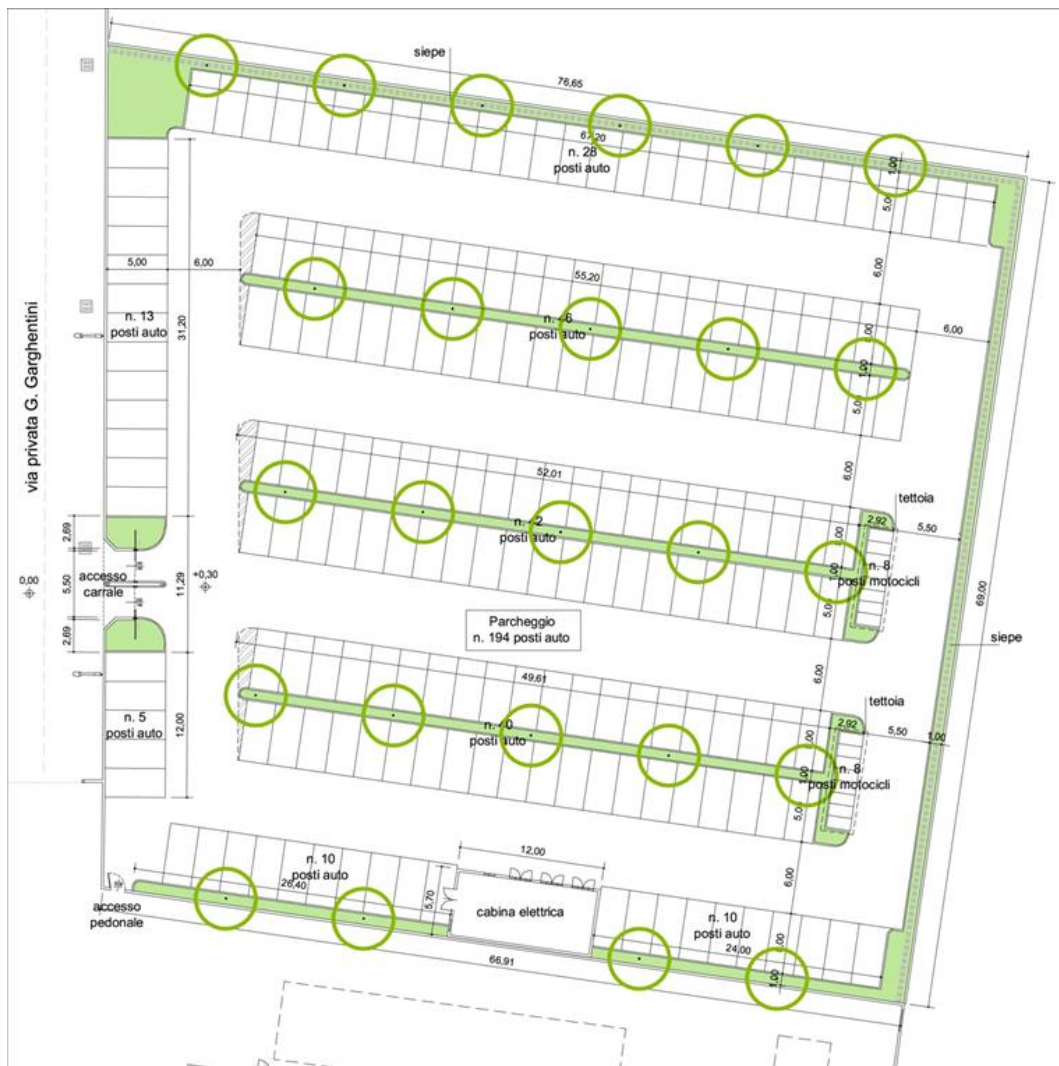 siepe
76,65
67,20
n. 28
posti auto
1,00
5,00
6,00
5,00
6,00
55,20
6,00
n. 13
posti auto
31,20
posti auto
1,00
5,00
via privata G. Garghentini
6,00
52,01
tettoia
2,92
5,50
2,69
posti auto
n. 8
posti motocicli
1,00
5,00
accesso
carrale
0,00
5,50
11,29
+0,30
69,00
2,69
Parcheggio
n. 194 posti auto
siepe
6,00
49,61
tettoia
2,92
5,50
1,00
n. 5
posti auto
12,00
posti auto
n. 8
posti motocicli
1,00
5,00
12,00
6,00
n. 10
posti auto
26,40
5,70
cabina elettrica
accesso
pedonale
n. 10
posti auto
24,00
1,00
66,91